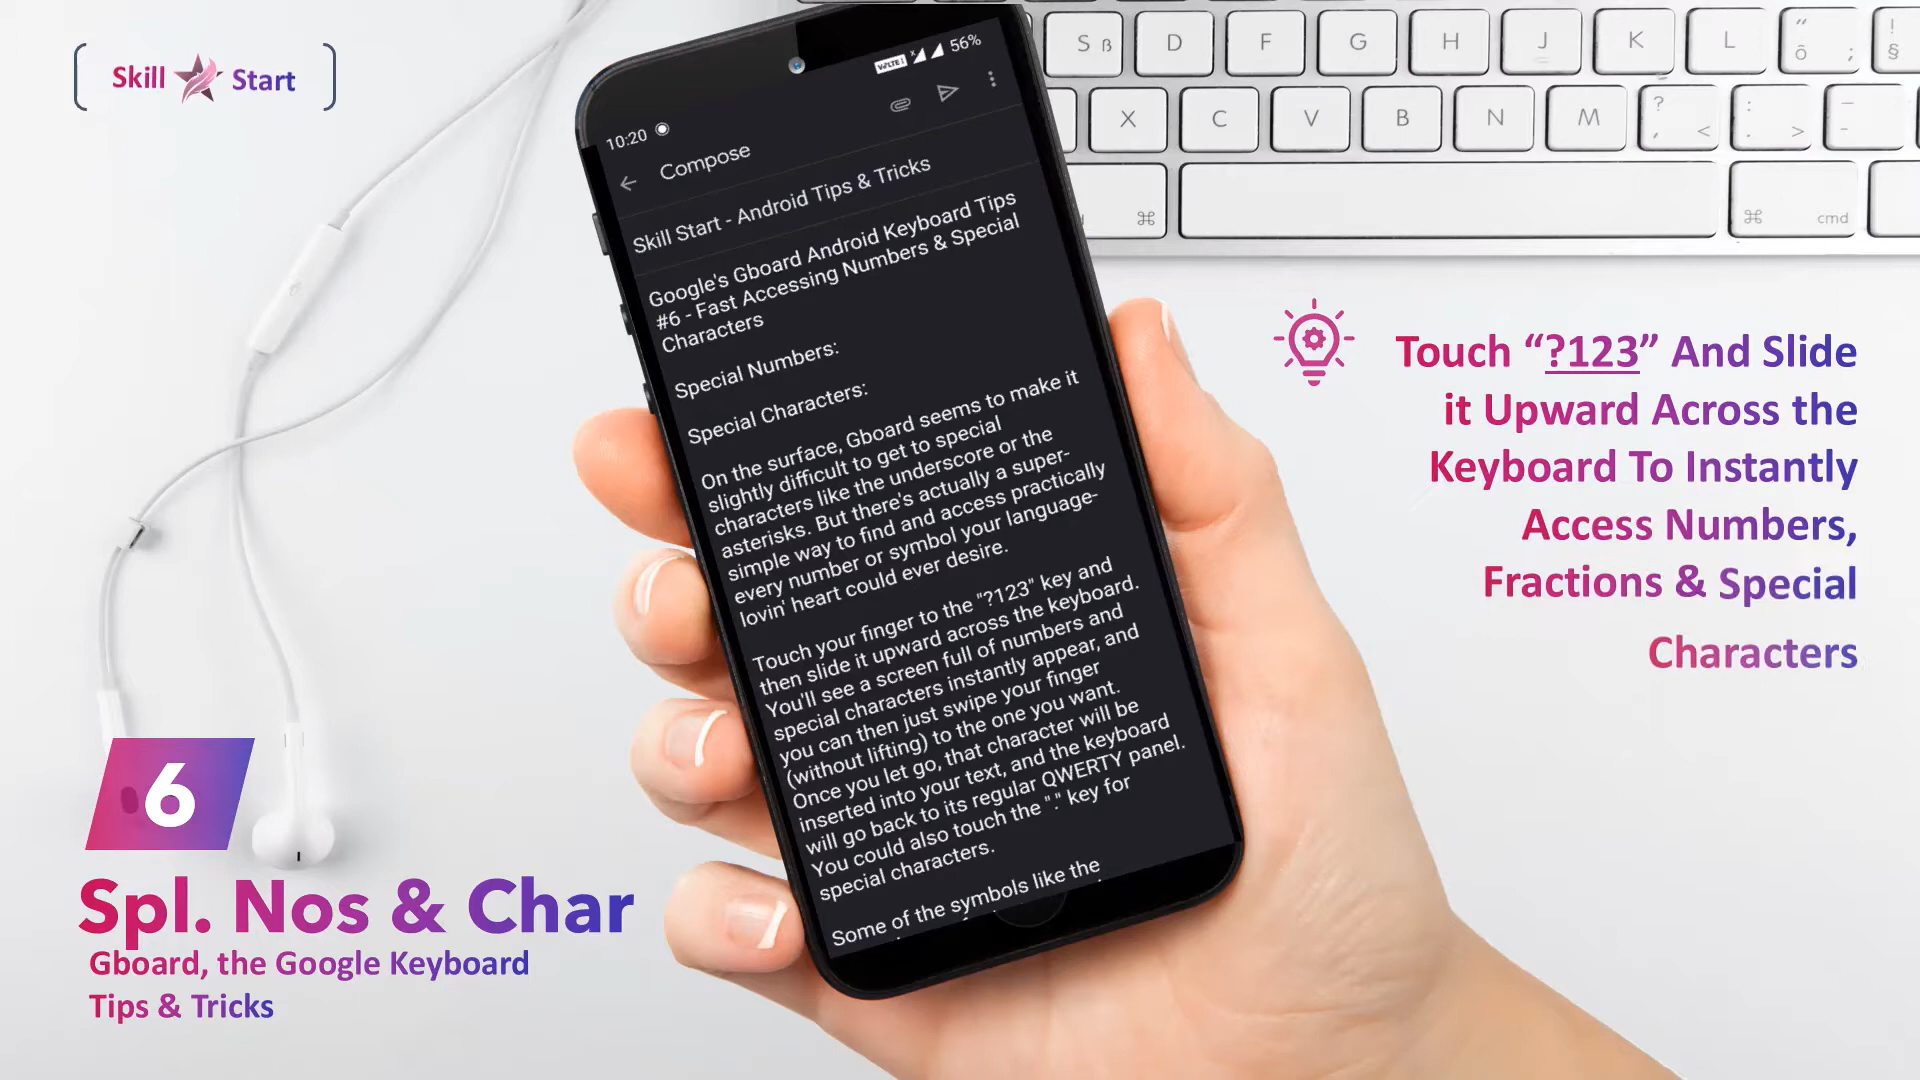 Skill Start
10:20
VoLTE 56%
Compose
Skill Start - Android Tips & Tricks
Google's Gboard Android Keyboard Tips
#6 - Fast Accessing Numbers & Special
Characters
Special Numbers:
Special Characters:
On the surface, Gboard seems to make it
slightly difficult to get to special
characters like the underscore or the
asterisks. But there's actually a super-
simple way to find and access practically
every number or symbol your language-
lovin' heart could ever desire.
Touch your finger to the "?123" key and
then slide it upward across the keyboard.
You'll see a screen full of numbers and
special characters instantly appear, and
you can then just swipe your finger
(without lifting) to the one you want.
Once you let go, that character will be
inserted into your text, and the keyboard
will go back to its regular QWERTY panel.
You could also touch the "." key for
special characters.
Some of the symbols like the
S ß D F G H J K L “ õ ; ! §
X C V B N M ? , < : . > _ -
⌘ ⌘ cmd
Touch “?123” And Slide
it Upward Across the
Keyboard To Instantly
Access Numbers,
Fractions & Special
Characters
6
Spl. Nos & Char
Gboard, the Google Keyboard
Tips & Tricks